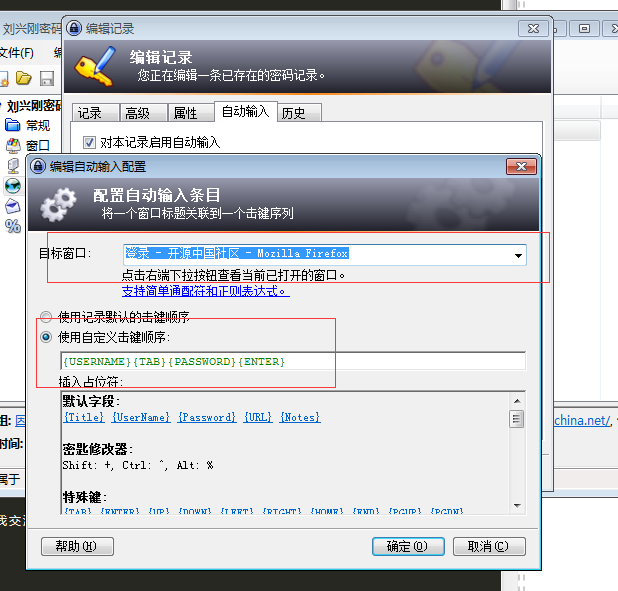 刘兴刚密码
编辑记录
文件(F)
编辑记录
您正在编辑一条已存在的密码记录。
刘兴刚密码
常规
窗口
记录
高级
属性
自动输入
历史
对本记录启用自动输入
编辑自动输入配置
配置自动输入条目
将一个窗口标题关联到一个击键序列
目标窗口:
登录 - 开源中国社区 - Mozilla Firefox
点击右端下拉按钮查看当前已打开的窗口。
支持简单通配符和正则表达式。
使用记录默认的击键顺序
使用自定义击键顺序:
{USERNAME}{TAB}{PASSWORD}{ENTER}
插入占位符:
默认字段:
{Title} {UserName} {Password} {URL} {Notes}
密匙修改器:
Shift: +, Ctrl: ^, Alt: %
特殊键:
{TAB} {ENTER} {UP} {DOWN} {LEFT} {RIGHT} {HOME} {END} {PGUP} {PGDN}
组:
china.net/,
时间:
属于
我交流
帮助(H)
确定(O)
取消(C)